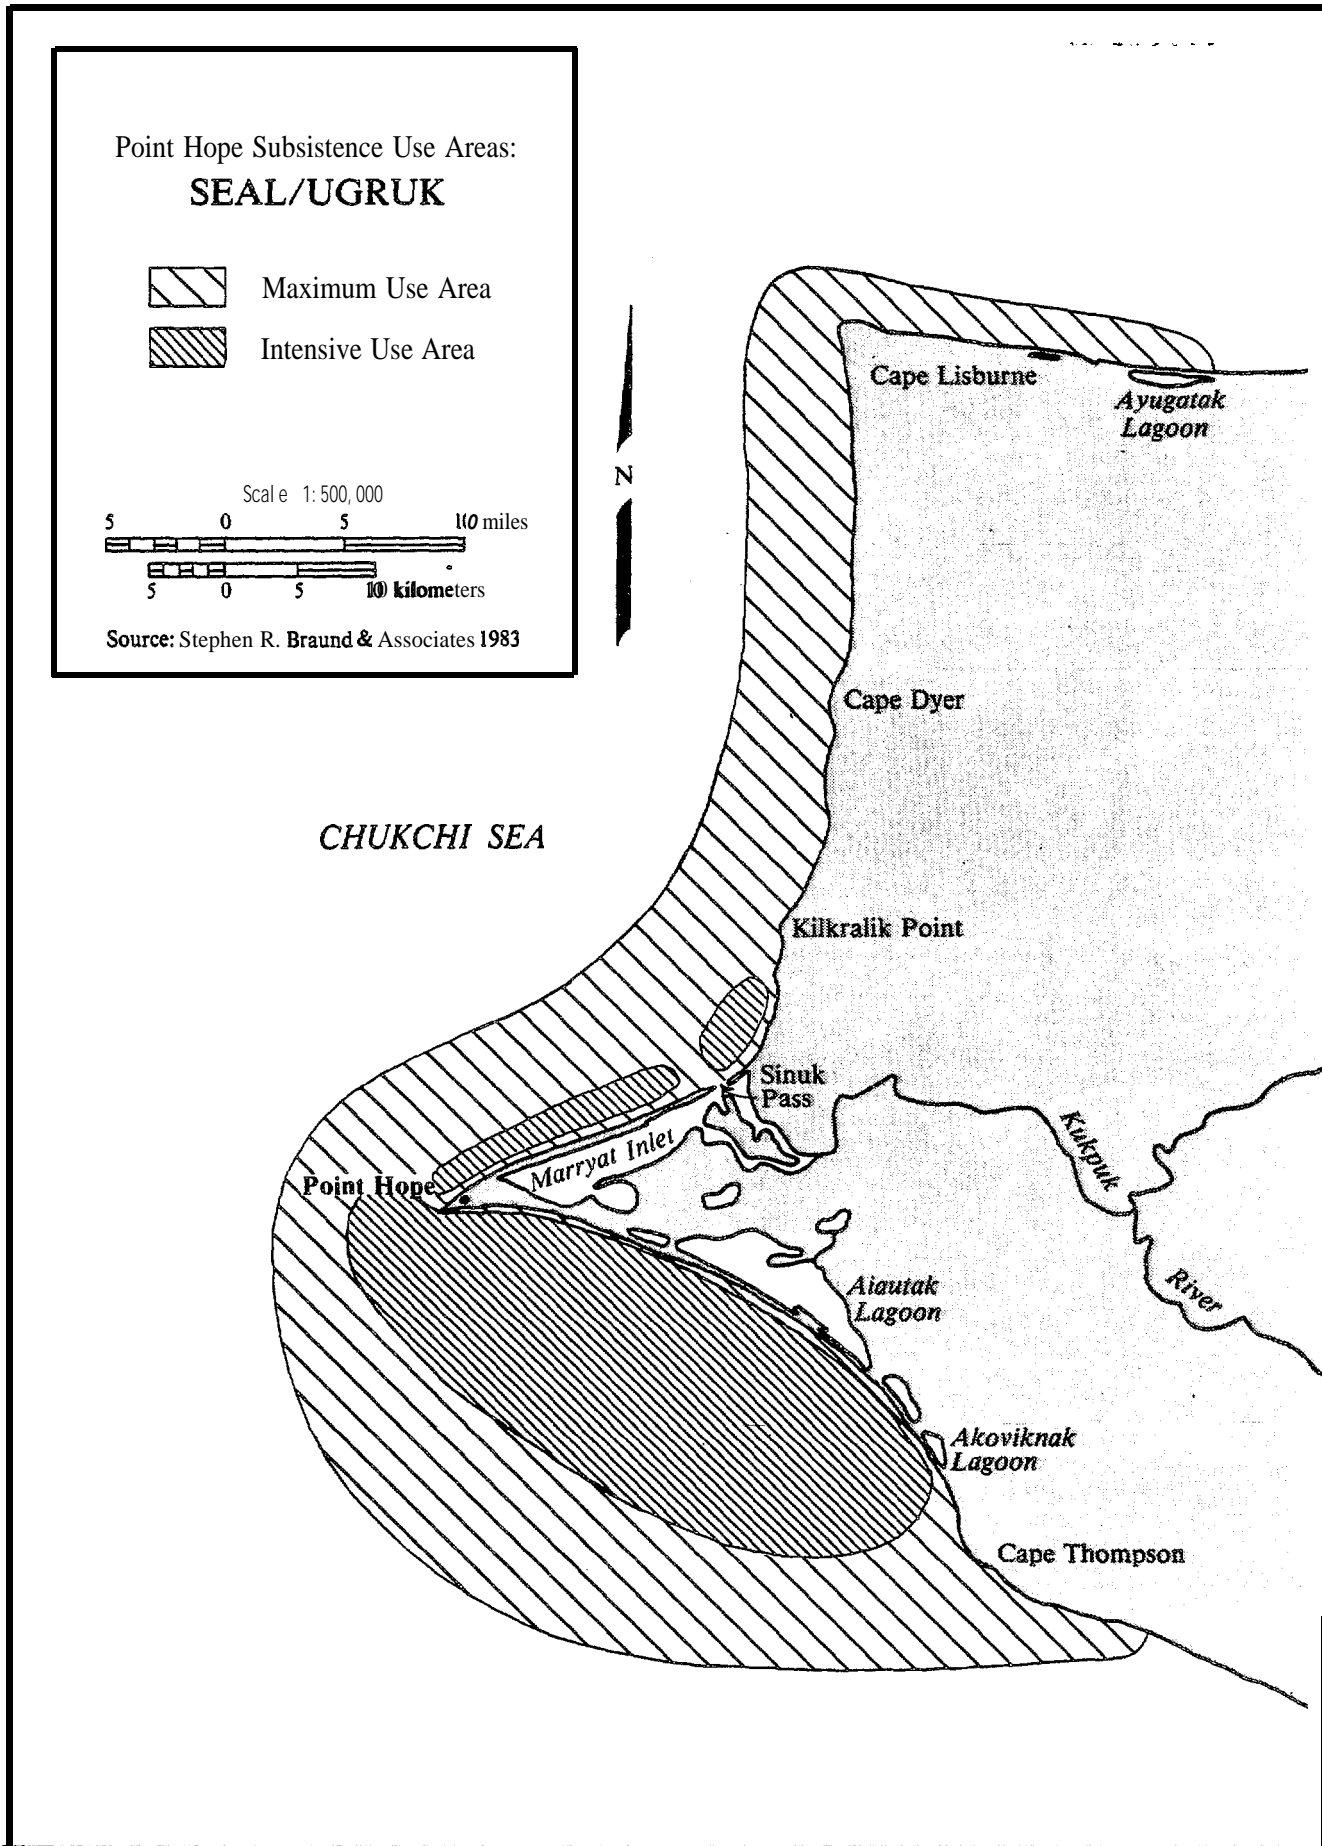 Point Hope Subsistence Use Areas:
SEAL/UGRUK
Maximum Use Area
Intensive Use Area
Scale 1:500,000
5 0 5 10 miles
5 0 5 10 kilometers
Source: Stephen R. Braund & Associates 1983
N
Cape Lisburne
Ayugatak
Lagoon
Cape Dyer
CHUKCHI SEA
Kilkralik Point
Sinuk
Pass
Kukpuk
River
Marryat Inlet
Point Hope
Aiautak
Lagoon
Akoviknak
Lagoon
Cape Thompson